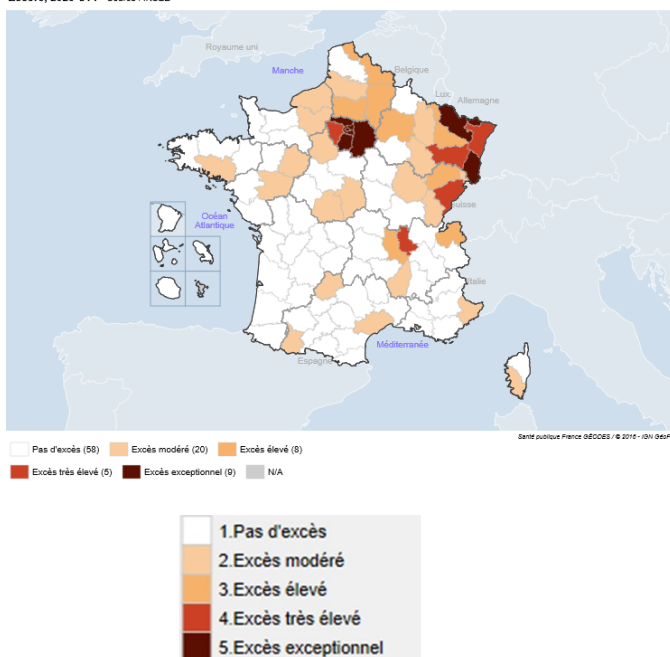 Royaume uni
Manche
Belgique
Lux.
Allemagne
Suisse
Océan
Atlantique
Italie
Méditerranée
Espagne
Santé publique France GÉODES / © 2016 - IGN GéoF
Pas d'excès (58) Excès modéré (20) Excès élevé (8)
Excès très élevé (5) Excès exceptionnel (9) N/A
1.Pas d'excès
2.Excès modéré
3.Excès élevé
4.Excès très élevé
5.Excès exceptionnel